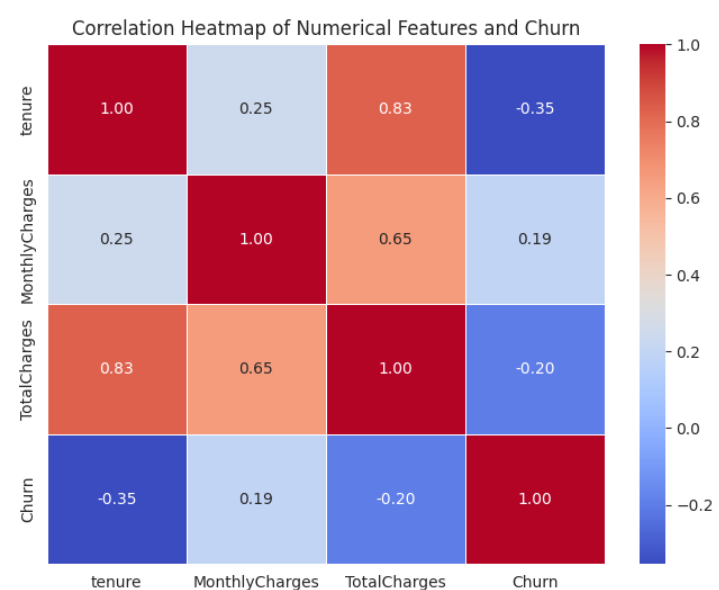 Correlation Heatmap of Numerical Features and Churn
tenure
1.00 0.25 0.83 -0.35
MonthlyCharges
0.25 1.00 0.65 0.19
TotalCharges
0.83 0.65 1.00 -0.20
Churn
-0.35 0.19 -0.20 1.00
tenure MonthlyCharges TotalCharges Churn
1.0
0.8
0.6
0.4
0.2
0.0
−0.2